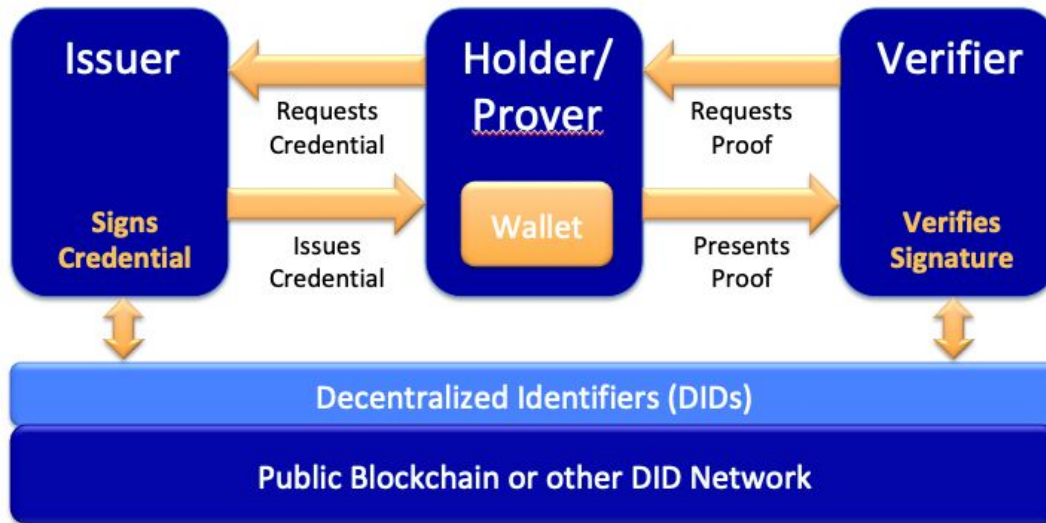 Issuer
Signs
Credential
Requests
Credential
Issues
Credential
Holder/
Prover
Wallet
Requests
Proof
Presents
Proof
Verifier
Verifies
Signature
Decentralized Identifiers (DIDs)
Public Blockchain or other DID Network